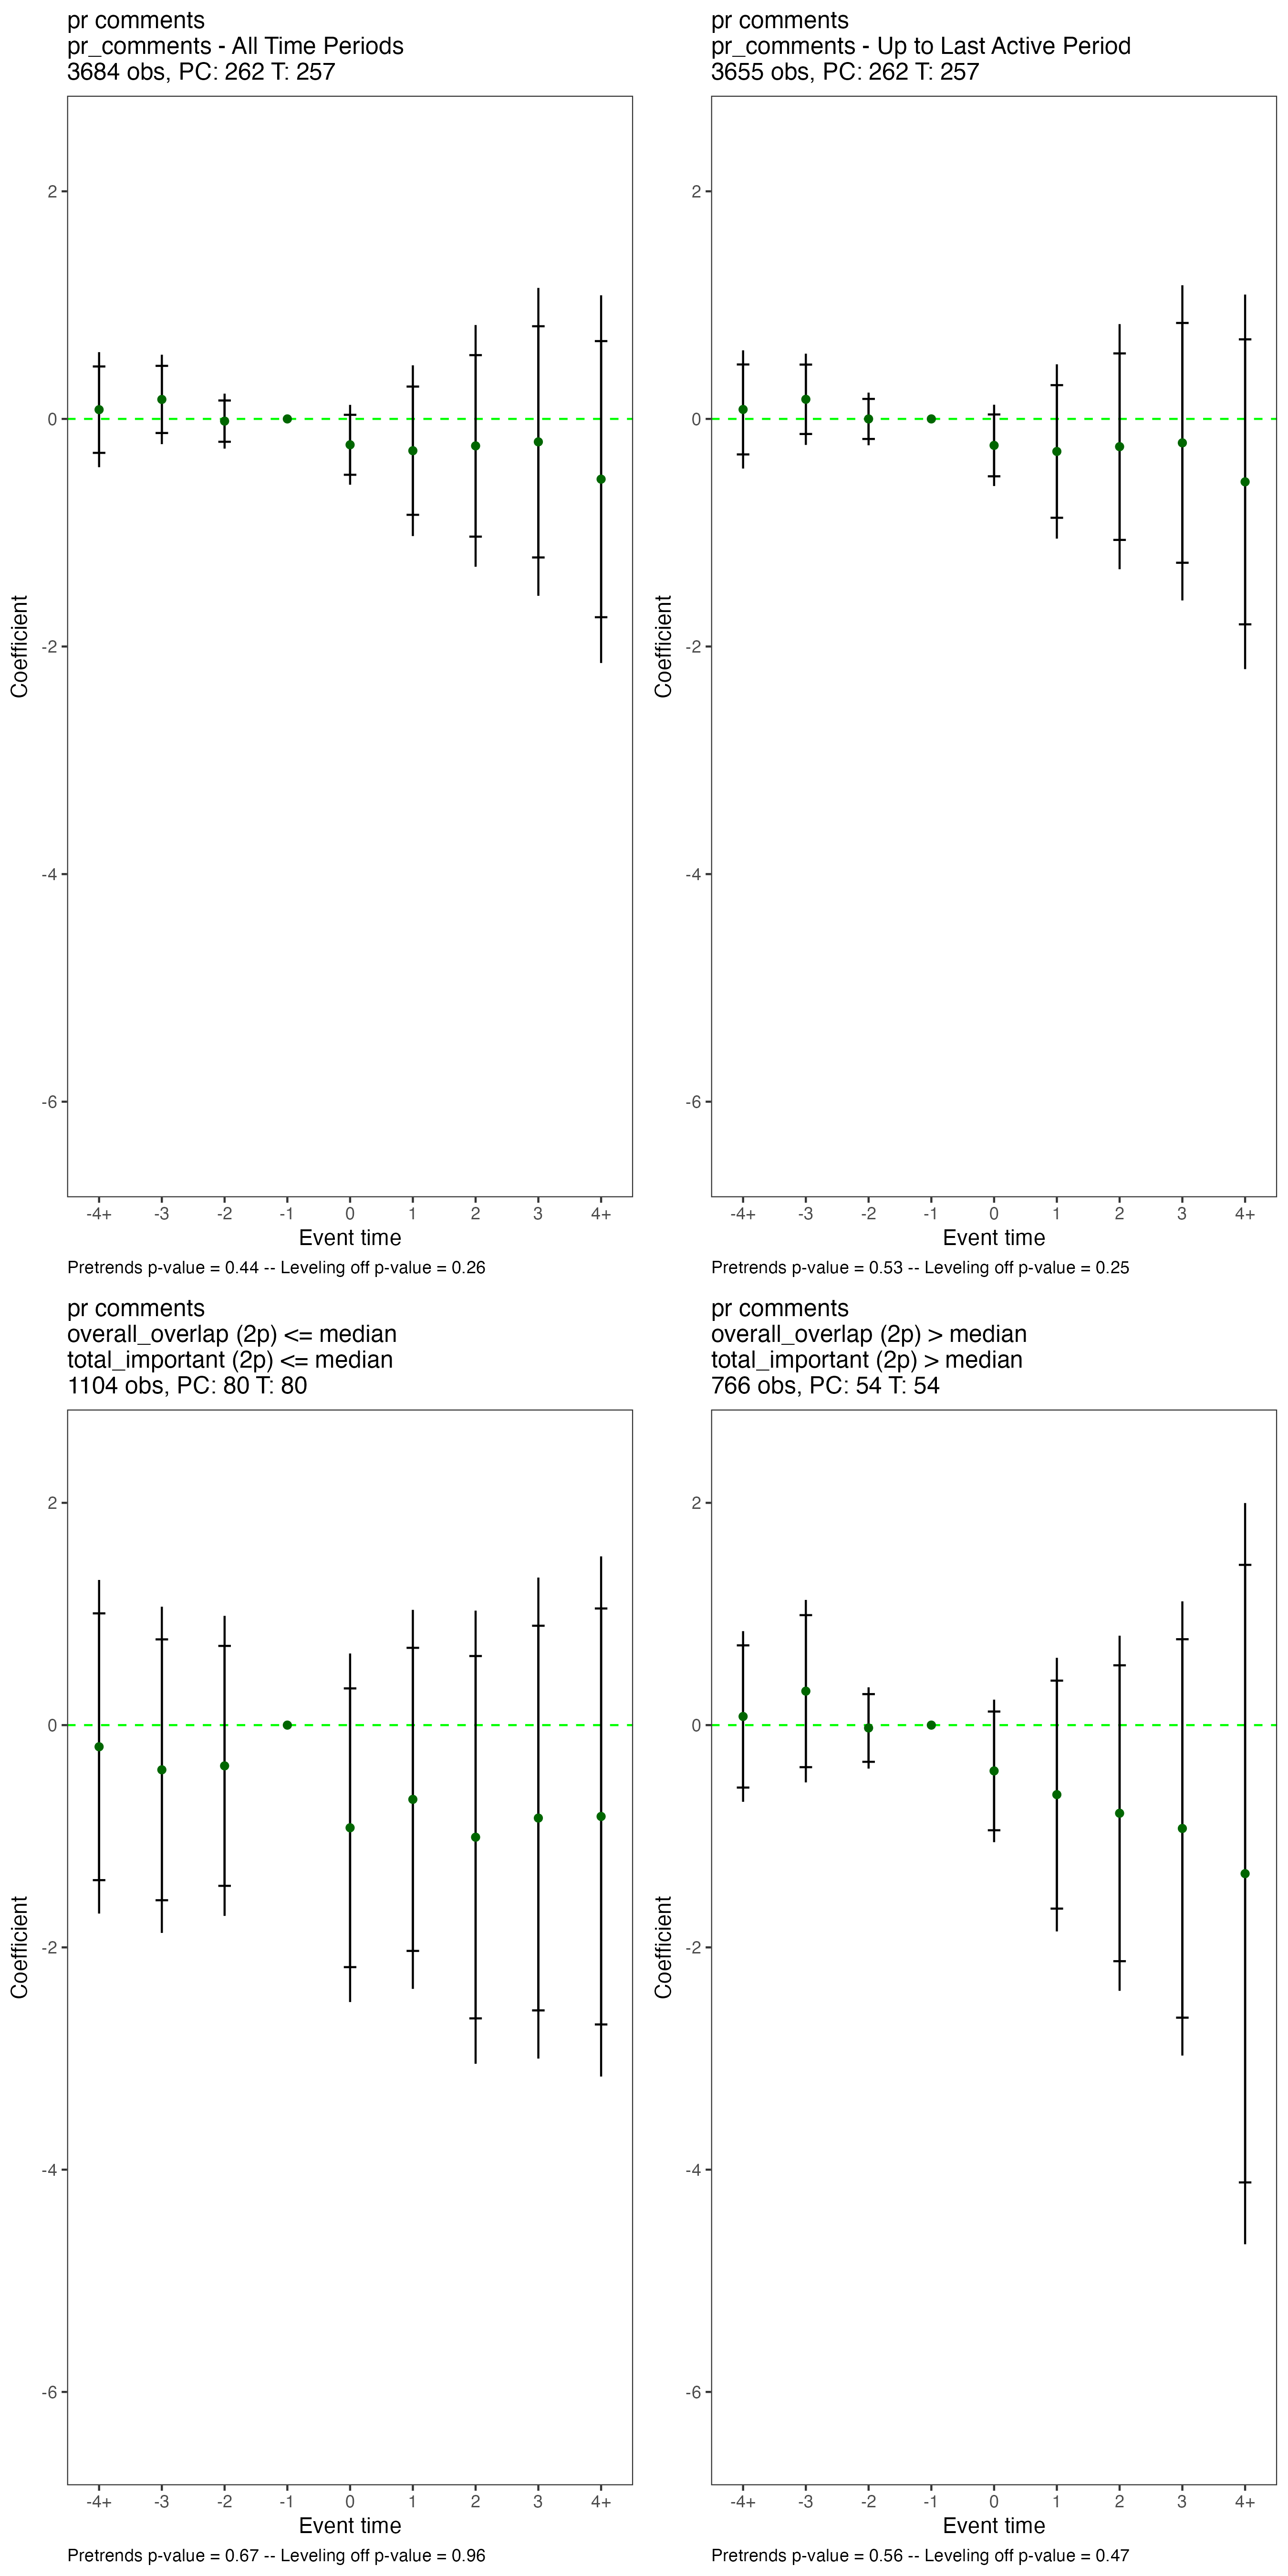 pr comments
pr_comments - All Time Periods
3684 obs, PC: 262 T: 257
2
0
-2
-4
-6
Coefficient
-4+ -3 -2 -1 0 1 2 3 4+
Event time
Pretrends p-value = 0.44 -- Leveling off p-value = 0.26
pr comments
pr_comments - Up to Last Active Period
3655 obs, PC: 262 T: 257
2
0
-2
-4
-6
Coefficient
-4+ -3 -2 -1 0 1 2 3 4+
Event time
Pretrends p-value = 0.53 -- Leveling off p-value = 0.25
pr comments
overall_overlap (2p) <= median
total_important (2p) <= median
1104 obs, PC: 80 T: 80
2
0
-2
-4
-6
Coefficient
-4+ -3 -2 -1 0 1 2 3 4+
Event time
Pretrends p-value = 0.67 -- Leveling off p-value = 0.96
pr comments
overall_overlap (2p) > median
total_important (2p) > median
766 obs, PC: 54 T: 54
2
0
-2
-4
-6
Coefficient
-4+ -3 -2 -1 0 1 2 3 4+
Event time
Pretrends p-value = 0.56 -- Leveling off p-value = 0.47